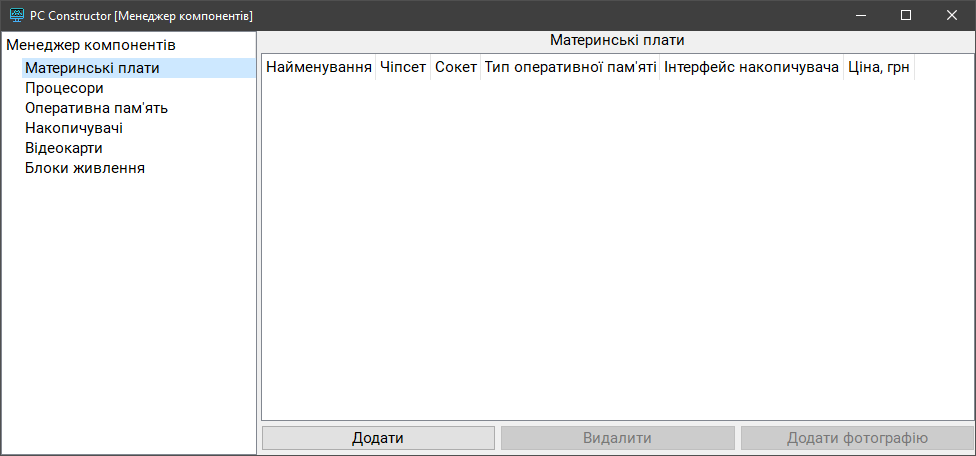 PC Constructor [Менеджер компонентів]
Менеджер компонентів
Материнські плати
Процесори
Оперативна пам'ять
Накопичувачі
Відеокарти
Блоки живлення
Материнські плати
Найменування Чіпсет Сокет Тип оперативної пам'яті Інтерфейс накопичувача Ціна, грн
Додати Видалити Додати фотографію